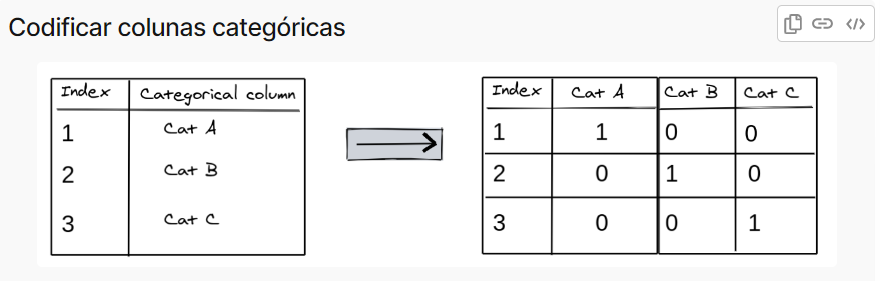 Codificar colunas categóricas
Index Categorical column
1 Cat A
2 Cat B
3 Cat C
Index Cat A Cat B Cat C
1 1 0 0
2 0 1 0
3 0 0 1